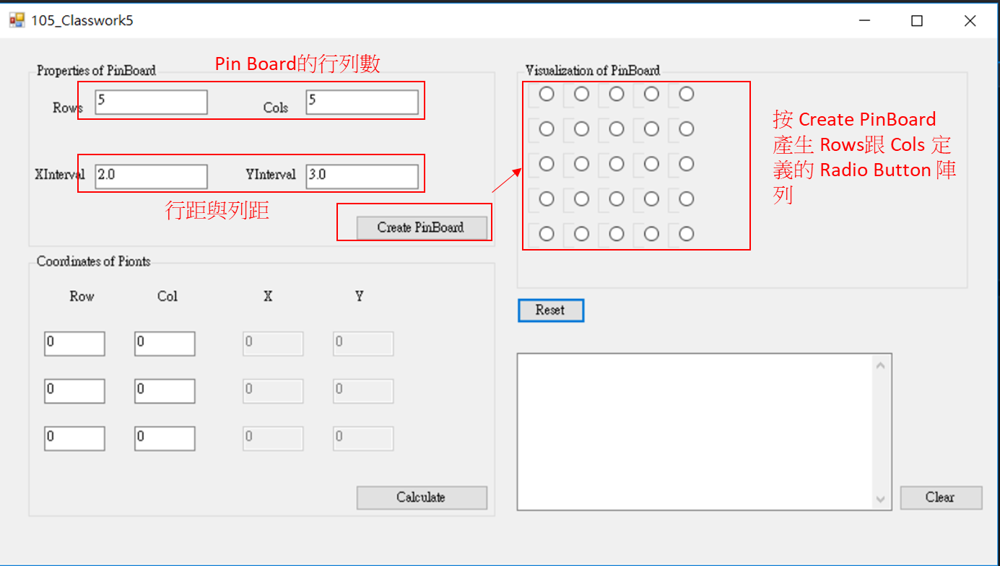 105_Classwork5
Properties of PinBoard
Pin Board的行列數
Rows 5 Cols 5
XInterval 2.0 YInterval 3.0
行距與列距
Create PinBoard
Visualization of PinBoard
按 Create PinBoard
產生 Rows跟 Cols 定
義的 Radio Button 陣
列
Coordinates of Pionts
Row Col X Y
0 0 0 0
0 0 0 0
0 0 0 0
Calculate
Reset
Clear